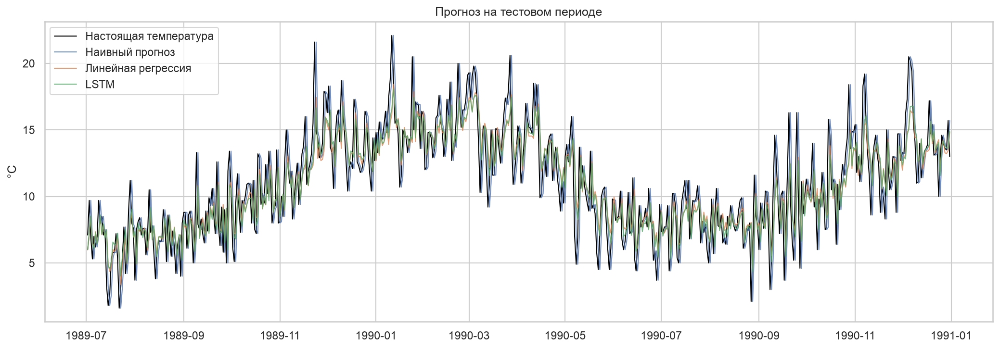 Прогноз на тестовом периоде
Настоящая температура
Наивный прогноз
Линейная регрессия
LSTM
°C
20
15
10
5
1989-07
1989-09
1989-11
1990-01
1990-03
1990-05
1990-07
1990-09
1990-11
1991-01